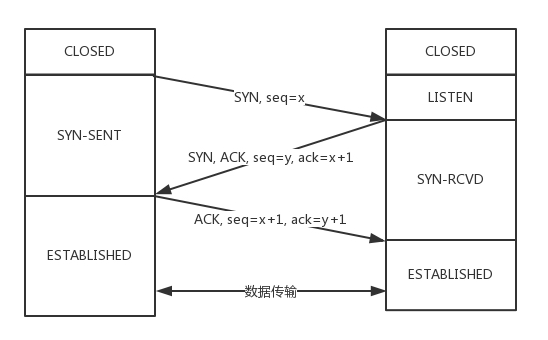 CLOSED
CLOSED
SYN, seq=x
LISTEN
SYN-SENT
SYN, ACK, seq=y, ack=x+1
SYN-RCVD
ACK, seq=x+1, ack=y+1
ESTABLISHED
ESTABLISHED
数据传输